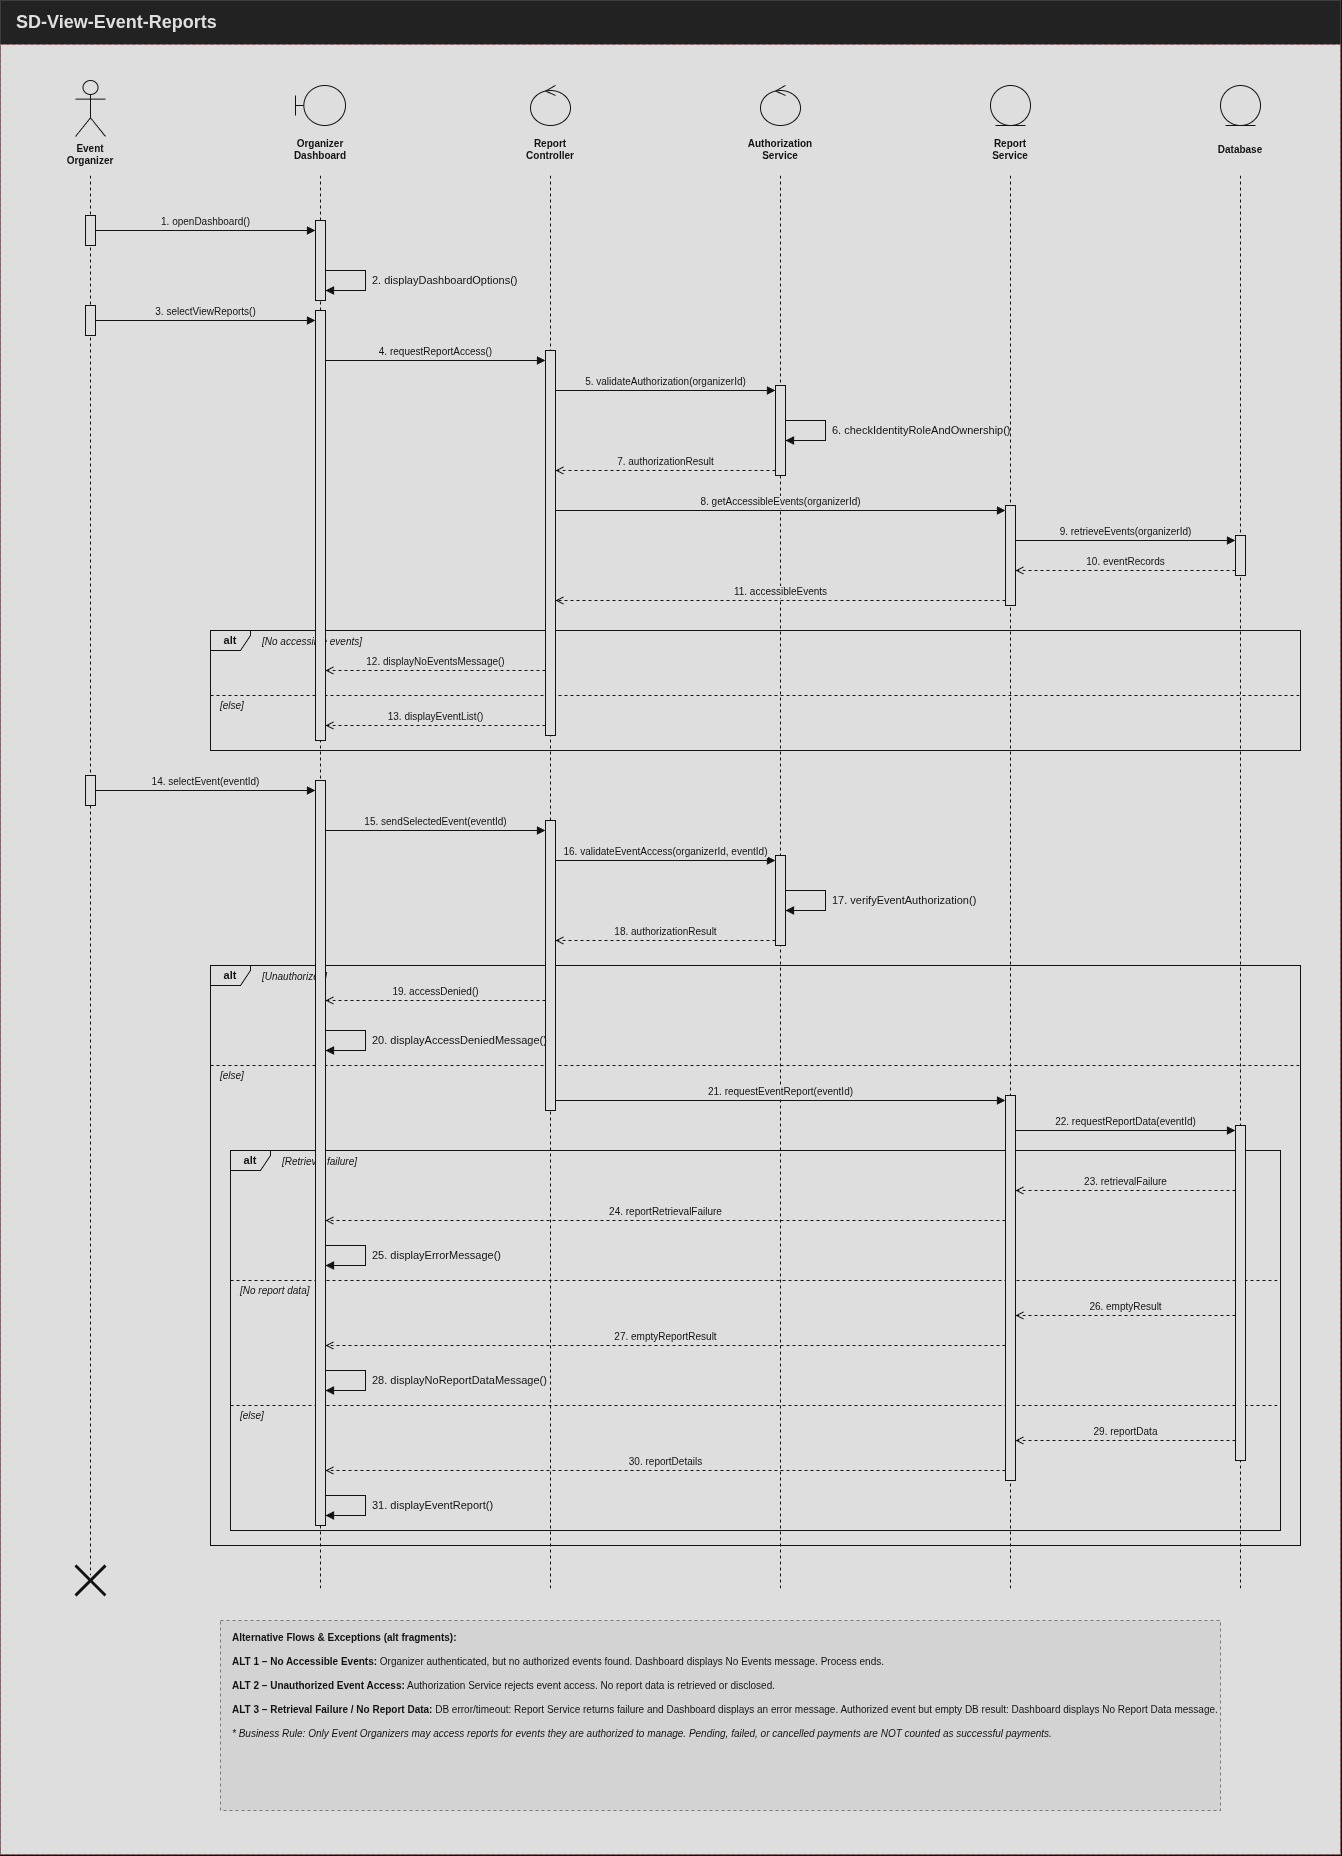 SD-View-Event-Reports
Event
Organizer
Organizer
Dashboard
Report
Controller
Authorization
Service
Report
Service
Database
1. openDashboard()
2. displayDashboardOptions()
3. selectViewReports()
4. requestReportAccess()
5. validateAuthorization(organizerId)
6. checkIdentityRoleAndOwnership()
7. authorizationResult
8. getAccessibleEvents(organizerId)
9. retrieveEvents(organizerId)
10. eventRecords
11. accessibleEvents
alt [No events]
12. displayNoEventsMessage()
[else]
13. displayEventList()
14. selectEvent(eventId)
15. sendSelectedEvent(eventId)
16. validateEventAccess(organizerId, eventId)
17. verifyEventAuthorization()
18. authorizationResult
alt
19. accessDenied()
20. displayAccessDeniedMessage()
[else]
21. requestEventReport(eventId)
22. requestReportData(eventId)
alt failure]
23. retrievalFailure
24. reportRetrievalFailure
25. displayErrorMessage()
[No report data]
26. emptyResult
27. emptyReportResult
28. displayNoReportDataMessage()
[else]
29. reportData
30. reportDetails
31. displayEventReport()
Alternative Flows & Exceptions (alt fragments):
ALT 1 – No Accessible Events: Organizer authenticated, but no authorized events found. Dashboard displays No Events message. Process ends.
ALT 2 – Unauthorized Event Access: Authorization Service rejects event access. No report data is retrieved or disclosed.
ALT 3 – Retrieval Failure / No Report Data: DB error/timeout: Report Service returns failure and Dashboard displays an error message. Authorized event but empty DB result: Dashboard displays No Report Data message.
* Business Rule: Only Event Organizers may access reports for events they are authorized to manage. Pending, failed, or cancelled payments are NOT counted as successful payments.